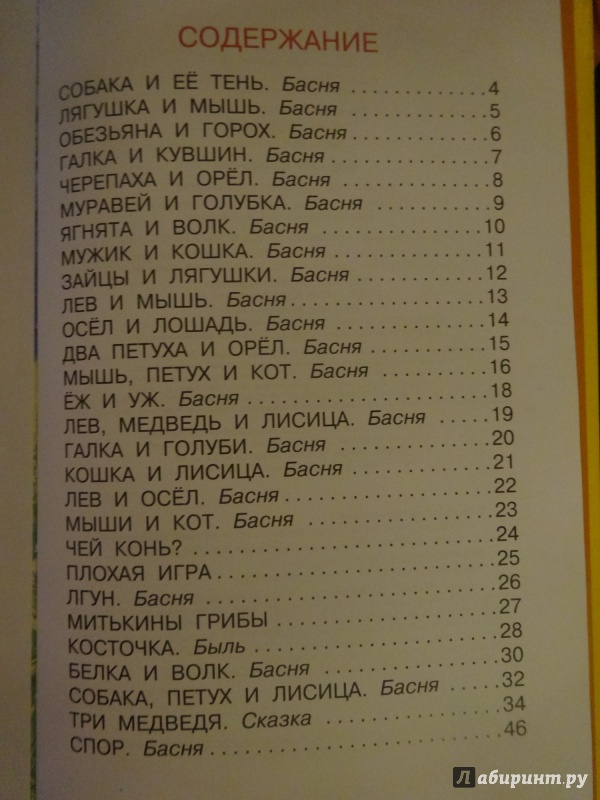 СОДЕРЖАНИЕ
СОБАКА И ЕЁ ТЕНЬ. Басня .............4
ЛЯГУШКА И МЫШЬ. Басня .............5
ОБЕЗЬЯНА И ГОРОХ. Басня .............6
ГАЛКА И КУВШИН. Басня ...............7
ЧЕРЕПАХА И ОРЁЛ. Басня .............8
МУРАВЕЙ И ГОЛУБКА. Басня ...........9
ЯГНЯТА И ВОЛК. Басня ...............10
МУЖИК И КОШКА. Басня ..............11
ЗАЙЦЫ И ЛЯГУШКИ. Басня ............12
ЛЕВ И МЫШЬ. Басня ..................13
ОСЁЛ И ЛОШАДЬ. Басня ..............14
ДВА ПЕТУХА И ОРЁЛ. Басня ...........15
МЫШЬ, ПЕТУХ И КОТ. Басня ..........16
ЁЖ И УЖ. Басня ......................18
ЛЕВ, МЕДВЕДЬ И ЛИСИЦА. Басня .....19
ГАЛКА И ГОЛУБИ. Басня ..............20
КОШКА И ЛИСИЦА. Басня .............21
ЛЕВ И ОСЁЛ. Басня ...................22
МЫШИ И КОТ. Басня .................23
ЧЕЙ КОНЬ? ...........................24
ПЛОХАЯ ИГРА ........................25
ЛГУН. Басня .........................26
МИТЬКИНЫ ГРИБЫ ...................27
КОСТОЧКА. Быль .....................28
БЕЛКА И ВОЛК. Басня ................30
СОБАКА, ПЕТУХ И ЛИСИЦА. Басня .....32
ТРИ МЕДВЕДЯ. Сказка ................34
СПОР. Басня .........................46
Лабиринт.ру